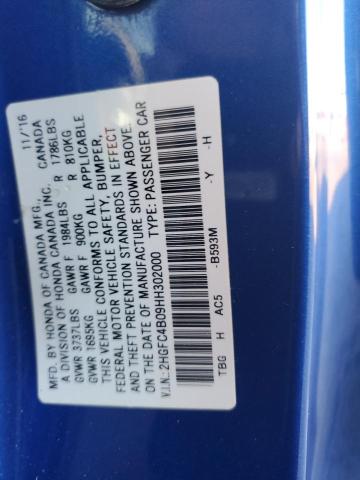 MFD. BY HONDA OF CANADA MFG., 11/16
A DIVISION OF HONDA CANADA INC. CANADA
GVWR 3737LBS GAWR F 1984LBS R 1786LBS
GVWR 1695KG GAWR F 900KG R 810KG
THIS VEHICLE CONFORMS TO ALL APPLICABLE
FEDERAL MOTOR VEHICLE SAFETY, BUMPER,
AND THEFT PREVENTION STANDARDS IN EFFECT
ON THE DATE OF MANUFACTURE SHOWN ABOVE.
V.I.N.: 2HGFC4B09HH302000 TYPE: PASSENGER CAR
TBG H AC5 -B593M -Y -H